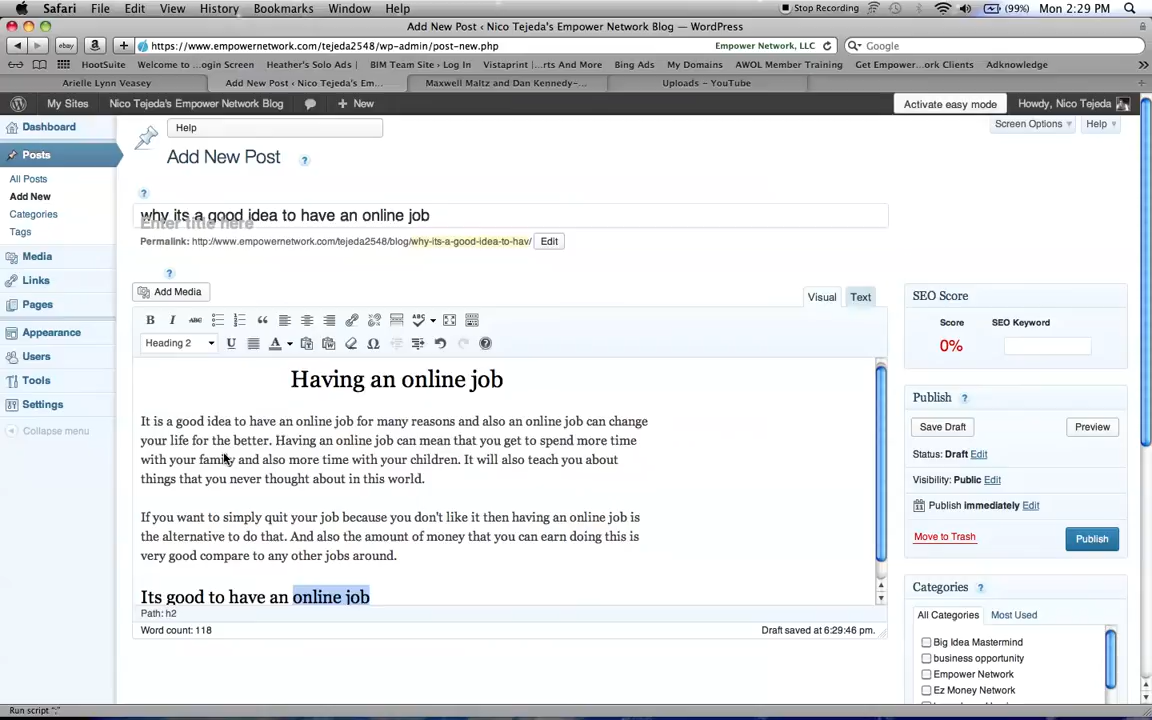 Safari File Edit View History Bookmarks Window Help Stop Recording (99%) Mon 2:29 PM
Add New Post ‹ Nico Tejeda's Empower Network Blog — WordPress
ebay https://www.empowernetwork.com/tejeda2548/wp-admin/post-new.php Empower Network, LLC Google
HootSuite Welcome to ...ogin Screen Heather's Solo Ads BIM Team Site › Log In Vistaprint |...rts And More Bing Ads My Domains AWOL Member Training Get Empower...ork Clients Adknowledge
Arielle Lynn Veasey Add New Post ‹ Nico Tejeda's Em... Maxwell Maltz and Dan Kennedy-... Uploads - YouTube
My Sites Nico Tejeda's Empower Network Blog + New Activate easy mode Howdy, Nico Tejeda
Dashboard
Posts
All Posts
Add New
Categories
Tags
Media
Links
Pages
Appearance
Users
Tools
Settings
Collapse menu
Help
Screen Options Help
Add New Post ?
?
why its a good idea to have an online job
Enter title here
Permalink: http://www.empowernetwork.com/tejeda2548/blog/why-its-a-good-idea-to-hav/ Edit
?
Add Media
Visual Text
B I ABC ABC
Heading 2 U A
Having an online job
It is a good idea to have an online job for many reasons and also an online job can change
your life for the better. Having an online job can mean that you get to spend more time
with your family and also more time with your children. It will also teach you about
things that you never thought about in this world.
If you want to simply quit your job because you don't like it then having an online job is
the alternative to do that. And also the amount of money that you can earn doing this is
very good compare to any other jobs around.
Its good to have an online job
Path: h2
Word count: 118 Draft saved at 6:29:46 pm.
SEO Score
Score SEO Keyword
0%
Publish ?
Save Draft Preview
Status: Draft Edit
Visibility: Public Edit
Publish immediately Edit
Move to Trash Publish
Categories ?
All Categories Most Used
Big Idea Mastermind
business opportunity
Empower Network
Ez Money Network
Run script ";"